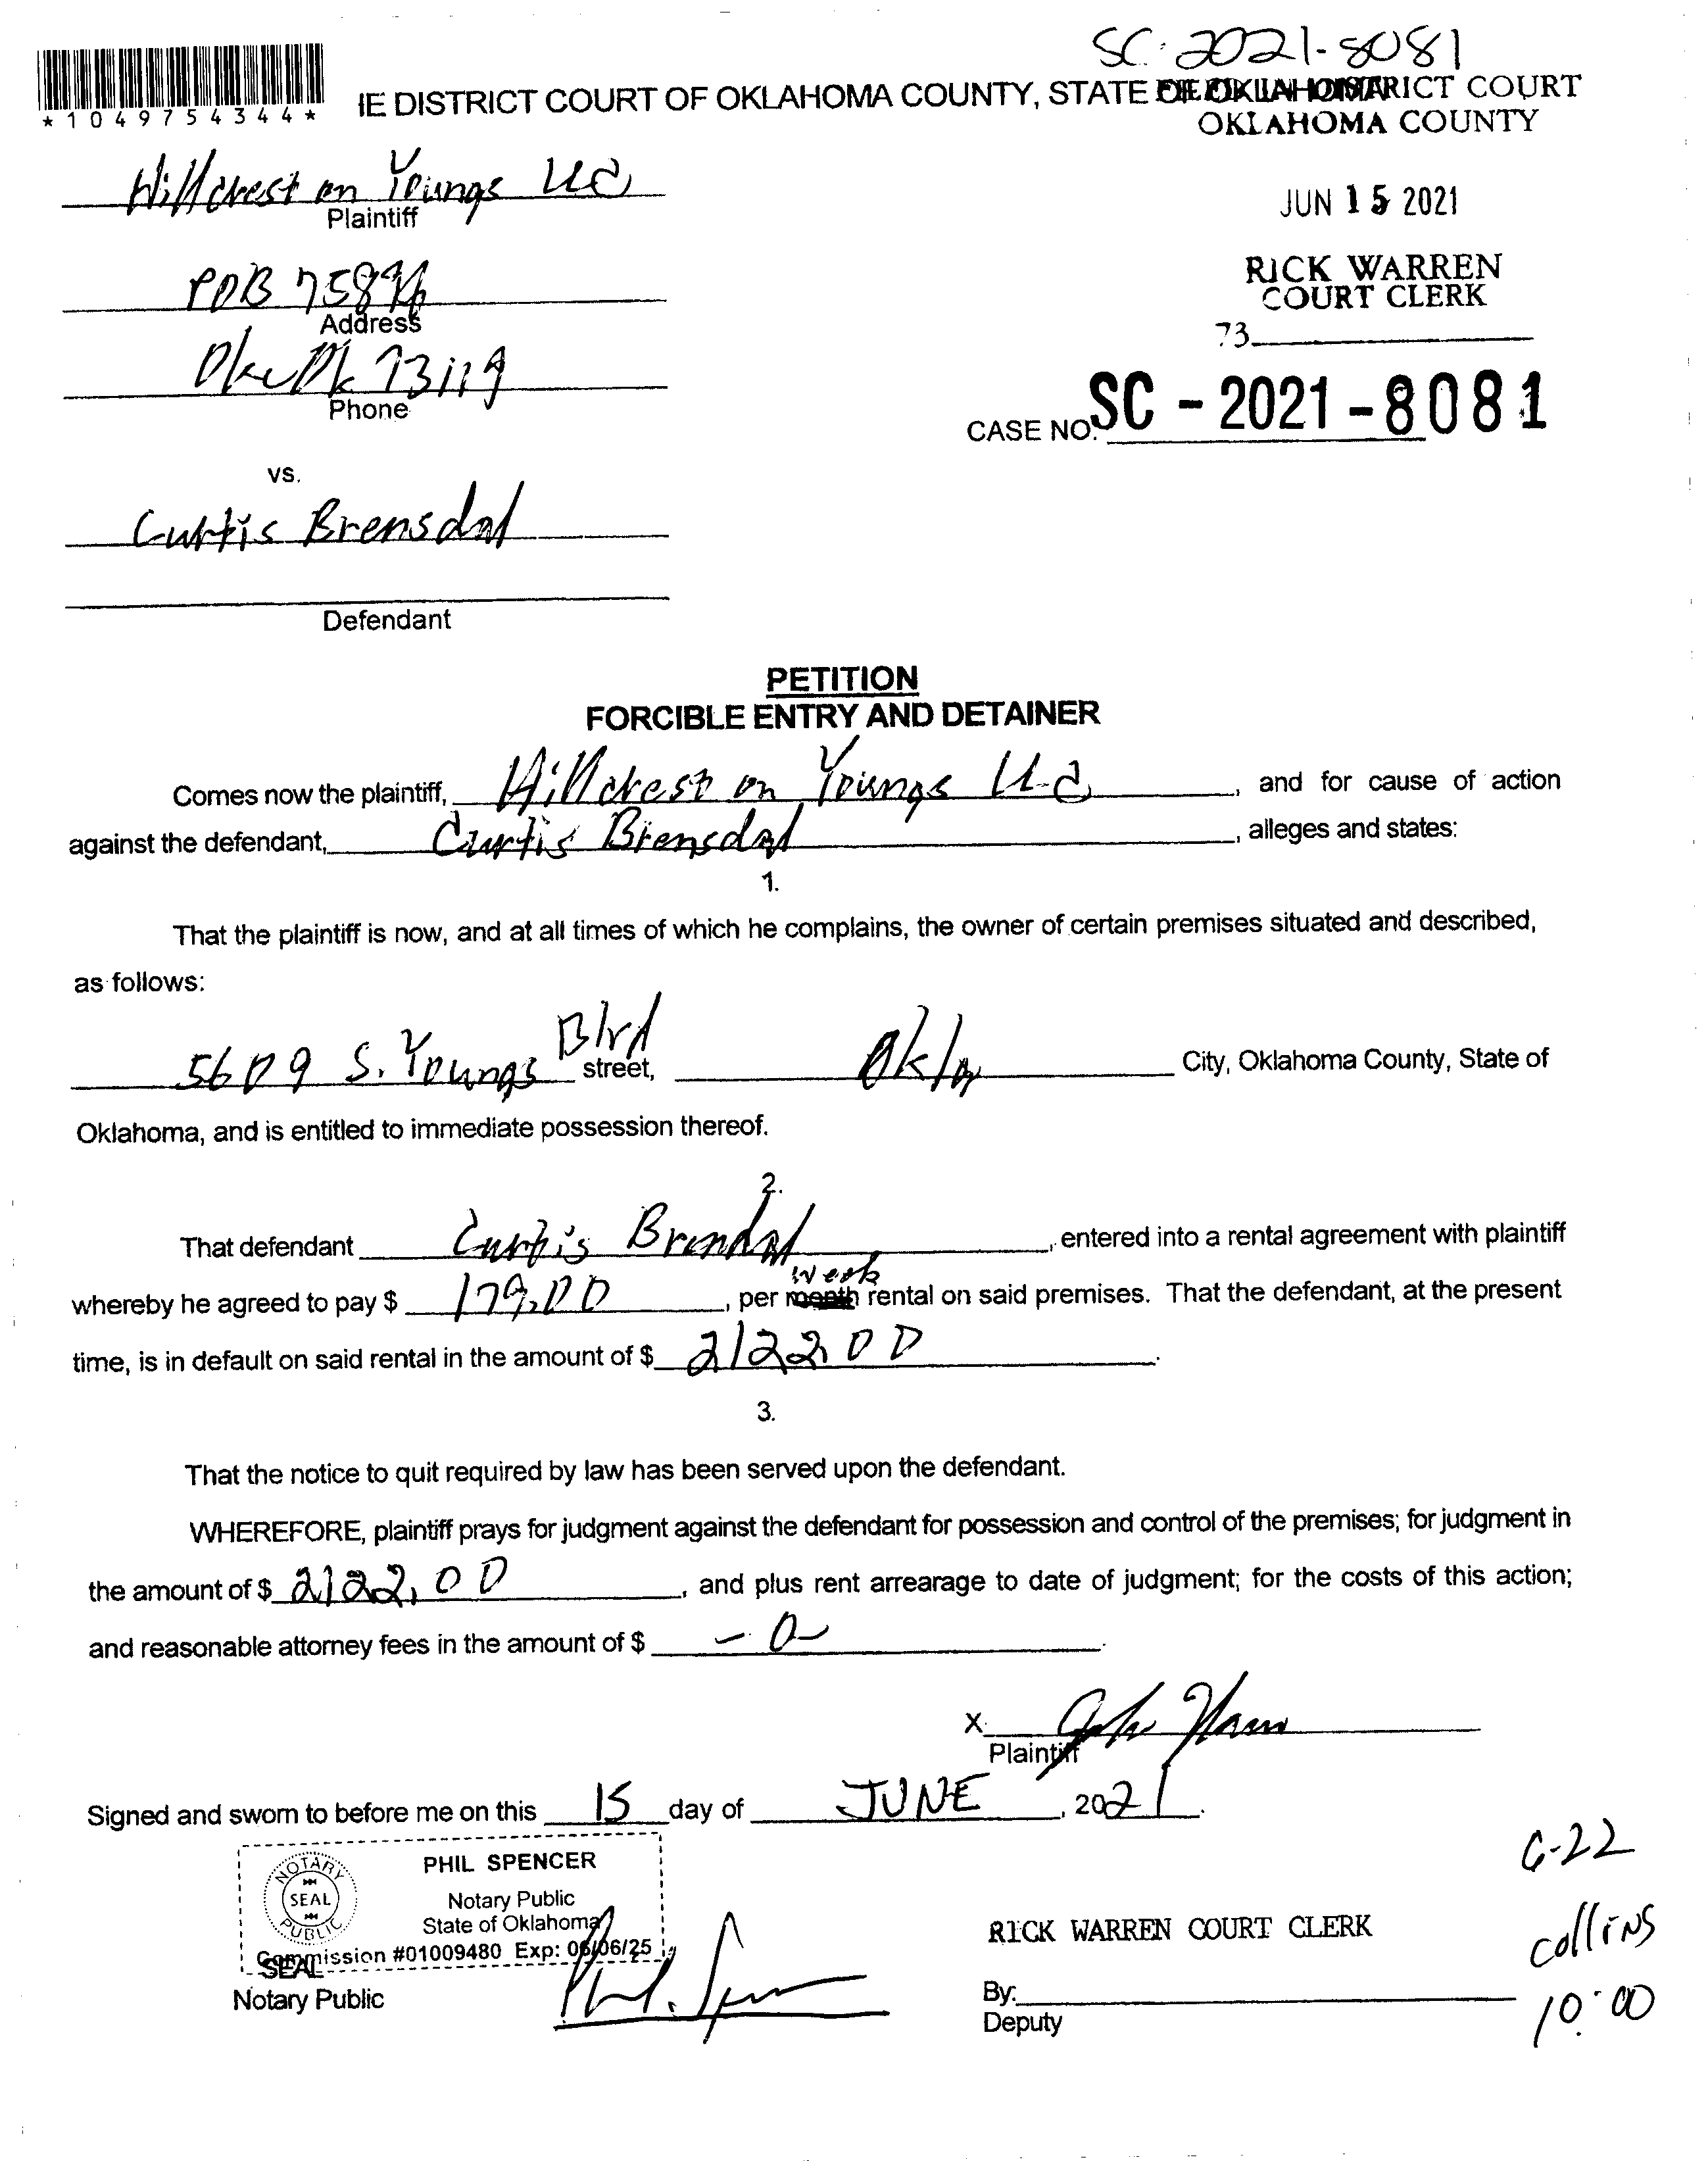 SC-2021-8081
*1049754344*
IE DISTRICT COURT OF OKLAHOMA COUNTY, STATE OF OKLAHOMA
FILED IN DISTRICT COURT
OKLAHOMA COUNTY
Hillcrest on Youngs LLC
Plaintiff
JUN 15 2021
RICK WARREN
COURT CLERK
73
POB 75896
Address
Okc Ok 73119
Phone
CASE NO. SC - 2021 - 8081
vs.
Curtis Brensdal
Defendant
PETITION
FORCIBLE ENTRY AND DETAINER
Comes now the plaintiff, Hillcrest on Youngs LLC, and for cause of action
against the defendant, Curtis Brensdal, alleges and states:
1.
That the plaintiff is now, and at all times of which he complains, the owner of certain premises situated and described,
as follows:
5609 S. Youngs Blvd street, Okla City, Oklahoma County, State of
Oklahoma, and is entitled to immediate possession thereof.
2.
That defendant Curtis, entered into a rental agreement with plaintiff
whereby he agreed to pay $ 179.00, per month week rental on said premises. That the defendant, at the present
time, is in default on said rental in the amount of $ 2122.00.
3.
That the notice to quit required by law has been served upon the defendant.
WHEREFORE, plaintiff prays for judgment against the defendant for possession and control of the premises; for judgment in
the amount of $ 2122.00, and plus rent arrearage to date of judgment; for the costs of this action;
and reasonable attorney fees in the amount of $ -0-.
X John
Plaintiff
Signed and sworn to before me on this 15 day of JUNE, 2021.
NOTARY PUBLIC
SEAL
PHIL SPENCER
Notary Public
State of Oklahoma
Commission #01009480 Exp: 06/06/25
SEAL
Notary Public
Phil. Spencer
RICK WARREN COURT CLERK
By:
Deputy
6-22
Collins
10:00